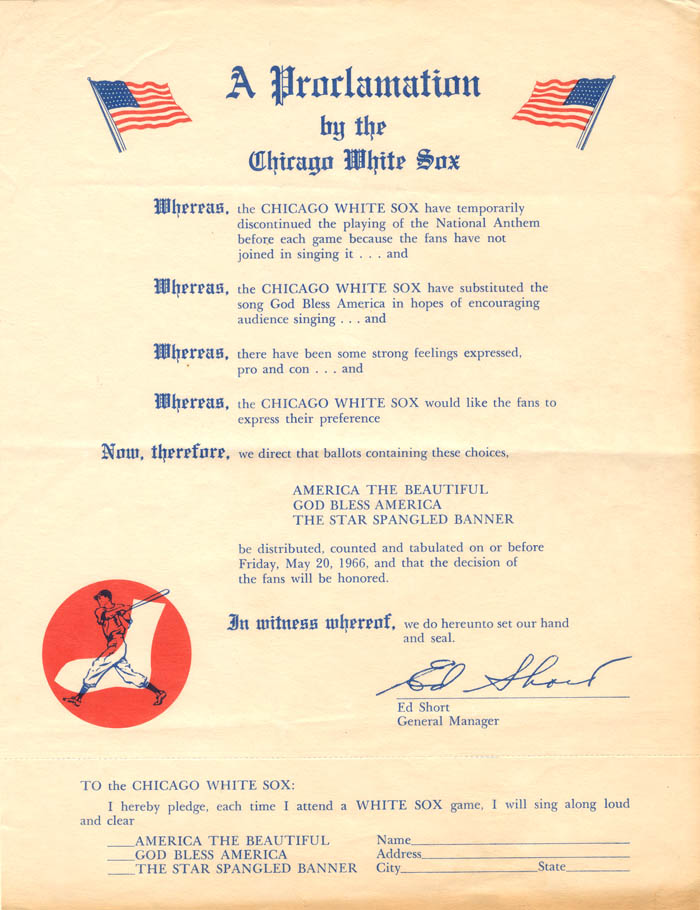 A Proclamation
by the
Chicago White Sox
Whereas, the CHICAGO WHITE SOX have temporarily
discontinued the playing of the National Anthem
before each game because the fans have not
joined in singing it . . . and
Whereas, the CHICAGO WHITE SOX have substituted the
song God Bless America in hopes of encouraging
audience singing . . . and
Whereas, there have been some strong feelings expressed,
pro and con . . . and
Whereas, the CHICAGO WHITE SOX would like the fans to
express their preference
Now, therefore, we direct that ballots containing these choices,
AMERICA THE BEAUTIFUL
GOD BLESS AMERICA
THE STAR SPANGLED BANNER
be distributed, counted and tabulated on or before
Friday, May 20, 1966, and that the decision of
the fans will be honored.
In witness whereof, we do hereunto set our hand
and seal.
Ed Short
Ed Short
General Manager
TO the CHICAGO WHITE SOX:
I hereby pledge, each time I attend a WHITE SOX game, I will sing along loud
and clear
____AMERICA THE BEAUTIFUL Name____
____GOD BLESS AMERICA Address____
____THE STAR SPANGLED BANNER City____State____